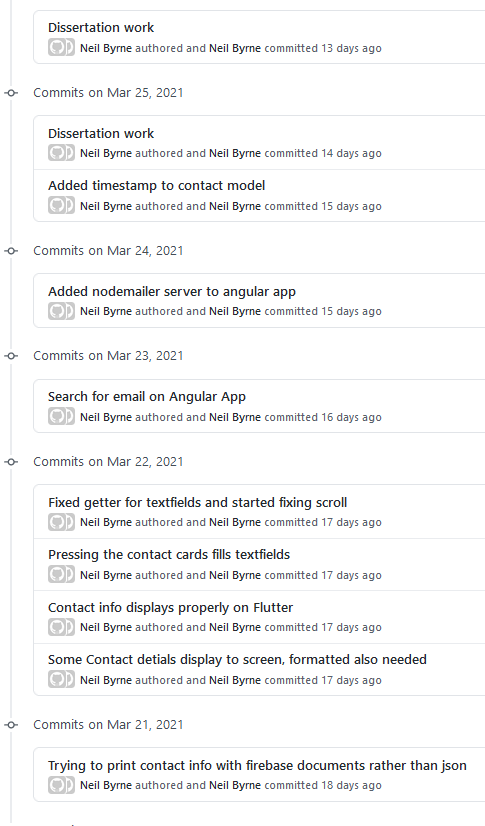 Dissertation work
Neil Byrne authored and Neil Byrne committed 13 days ago
Commits on Mar 25, 2021
Dissertation work
Neil Byrne authored and Neil Byrne committed 14 days ago
Added timestamp to contact model
Neil Byrne authored and Neil Byrne committed 15 days ago
Commits on Mar 24, 2021
Added nodemailer server to angular app
Neil Byrne authored and Neil Byrne committed 15 days ago
Commits on Mar 23, 2021
Search for email on Angular App
Neil Byrne authored and Neil Byrne committed 16 days ago
Commits on Mar 22, 2021
Fixed getter for textfields and started fixing scroll
Neil Byrne authored and Neil Byrne committed 17 days ago
Pressing the contact cards fills textfields
Neil Byrne authored and Neil Byrne committed 17 days ago
Contact info displays properly on Flutter
Neil Byrne authored and Neil Byrne committed 17 days ago
Some Contact detials display to screen, formatted also needed
Neil Byrne authored and Neil Byrne committed 17 days ago
Commits on Mar 21, 2021
Trying to print contact info with firebase documents rather than json
Neil Byrne authored and Neil Byrne committed 18 days ago